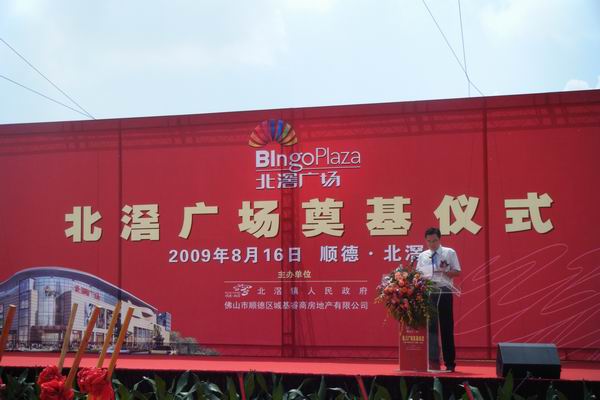 BIngoPlaza
北滘广场
北滘广场奠基仪式
2009年8月16日 顺德·北滘
主办单位
北滘镇人民政府
佛山市顺德区城基睿商房地产有限公司